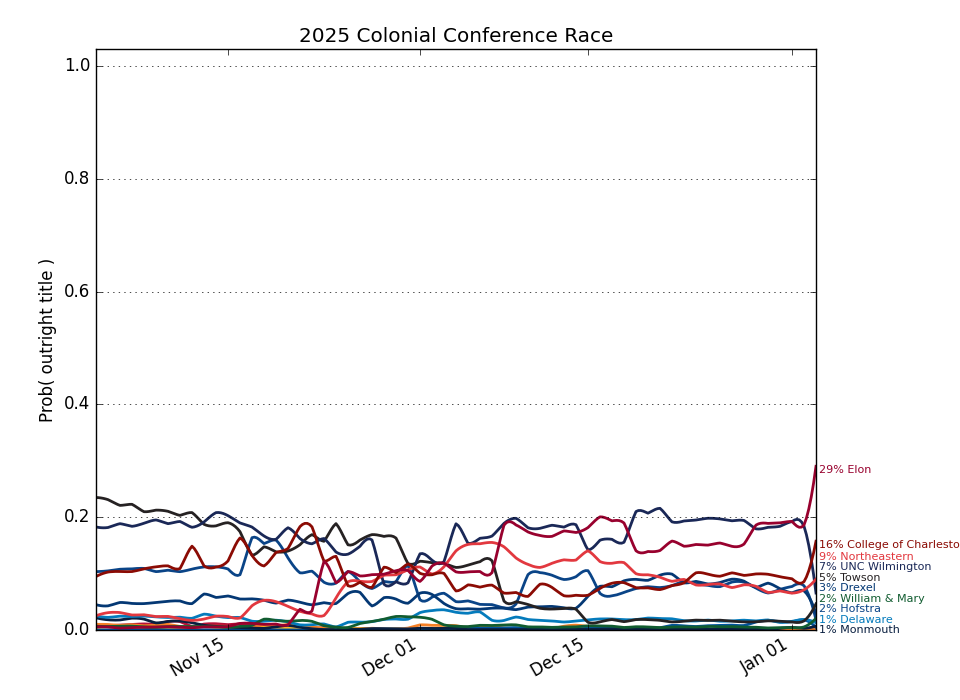 2025 Colonial Conference Race
Prob( outright title )
1.0
0.8
0.6
0.4
0.2
0.0
Nov 15
Dec 01
Dec 15
Jan 01
29% Elon
16% College of Charlesto
9% Northeastern
7% UNC Wilmington
5% Towson
3% Drexel
2% William & Mary
2% Hofstra
1% Delaware
1% Monmouth